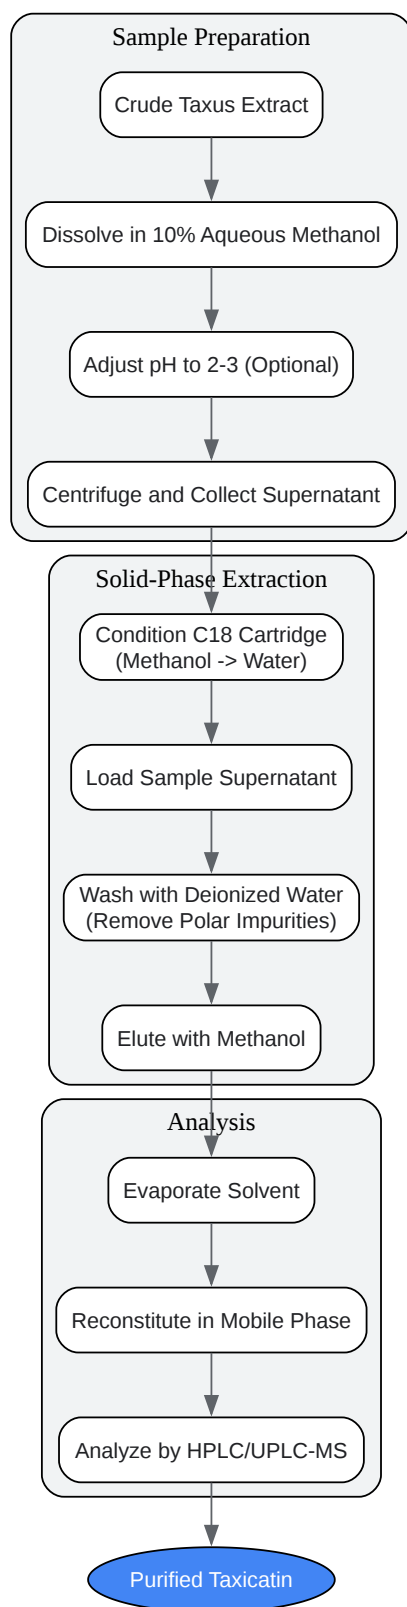 Sample Preparation
Crude Taxus Extract
Dissolve in 10% Aqueous Methanol
Adjust pH to 2-3 (Optional)
Centrifuge and Collect Supernatant
Solid-Phase Extraction
Condition C18 Cartridge
(Methanol -> Water)
Load Sample Supernatant
Wash with Deionized Water
(Remove Polar Impurities)
Elute with Methanol
Analysis
Evaporate Solvent
Reconstitute in Mobile Phase
Analyze by HPLC/UPLC-MS
Purified Taxicatin